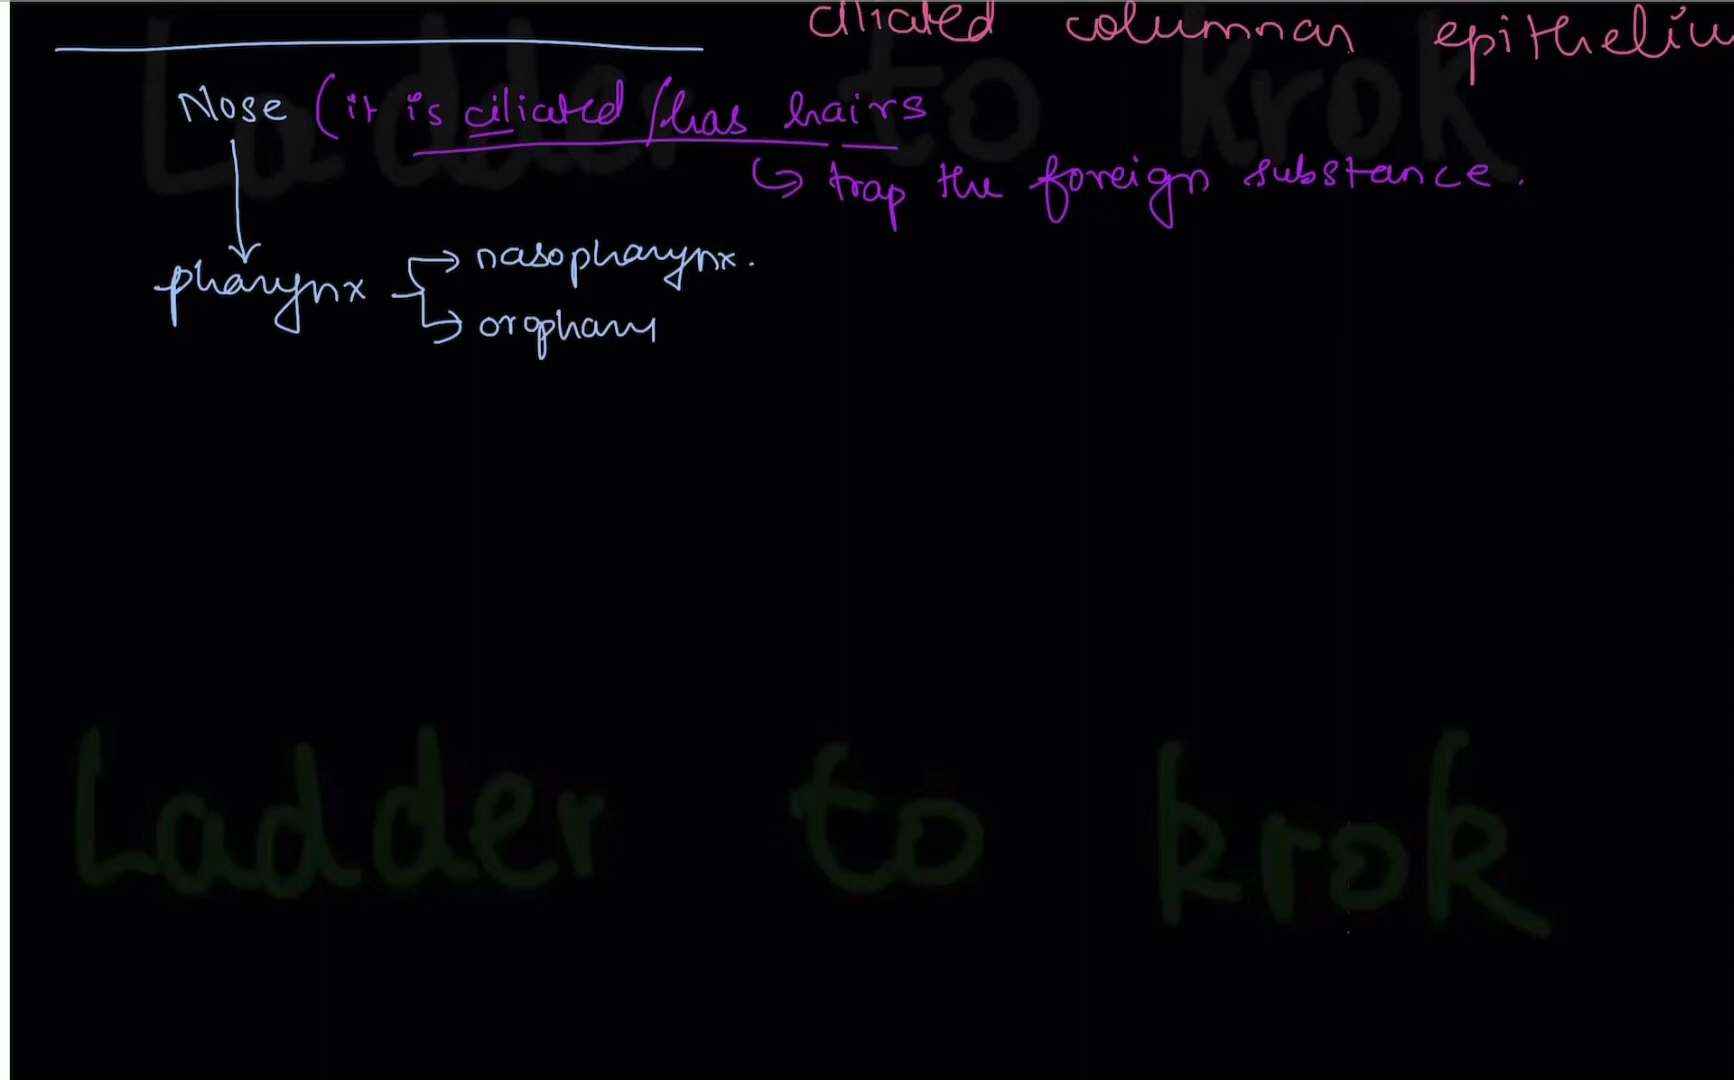 ciliated columnar epitheliu
Nose (it is ciliated / has hairs
↳ trap the foreign substance.
pharynx → nasopharynx.
→ orophary
Ladder to krok
Ladder to krok